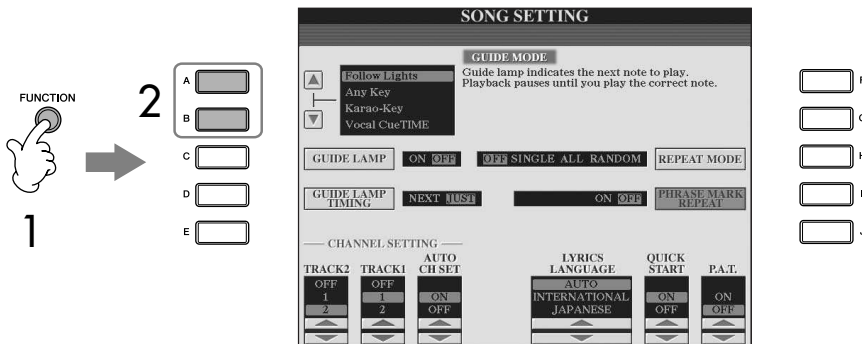 SONG SETTING
GUIDE MODE
Follow Lights
Any Key
Karao-Key
Vocal CueTIME
Guide lamp indicates the next note to play.
Playback pauses until you play the correct note.
FUNCTION
1
2
A
B
C
D
E
GUIDE LAMP ON OFF
OFF SINGLE ALL RANDOM REPEAT MODE
GUIDE LAMP
TIMING
NEXT JUST
ON OFF
PHRASE MARK
REPEAT
CHANNEL SETTING
TRACK2
OFF
1
2
TRACK1
OFF
1
2
AUTO
CH SET
ON
OFF
LYRICS
LANGUAGE
AUTO
INTERNATIONAL
JAPANESE
QUICK
START
ON
OFF
P.A.T.
ON
OFF